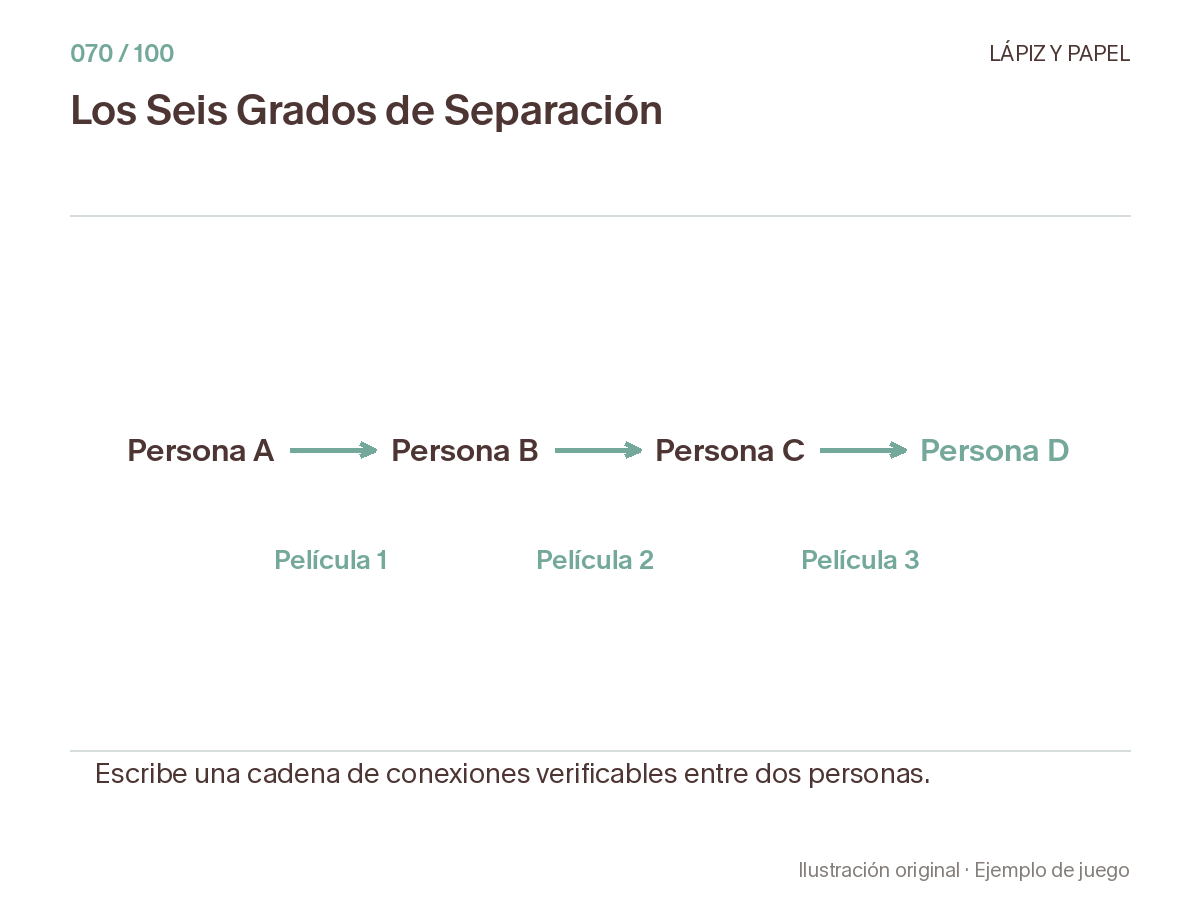 070 / 100
LÁPIZ Y PAPEL
Los Seis Grados de Separación
Persona A Persona B Persona C Persona D
Película 1 Película 2 Película 3
Escribe una cadena de conexiones verificables entre dos personas.
Ilustración original · Ejemplo de juego